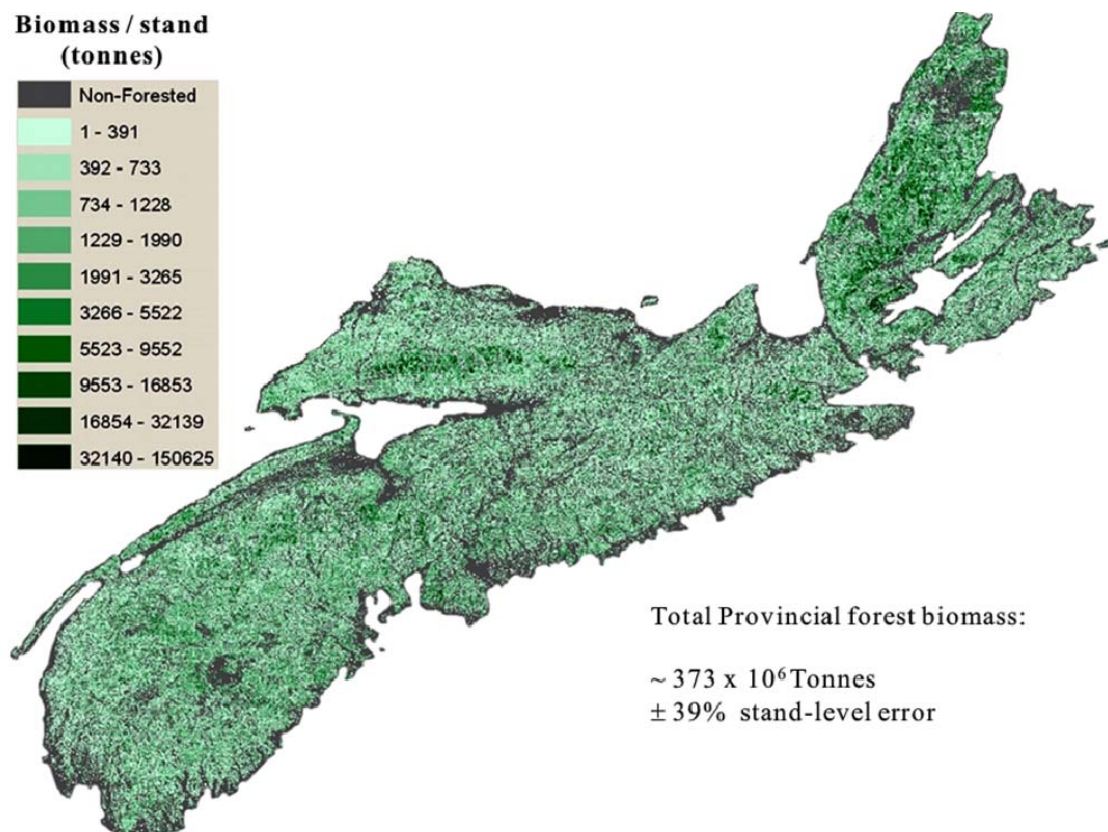 Biomass / stand
(tonnes)
Non-Forested
1 - 391
392 - 733
734 - 1228
1229 - 1990
1991 - 3265
3266 - 5522
5523 - 9552
9553 - 16853
16854 - 32139
32140 - 150625
Total Provincial forest biomass:
~ 373 x 10⁶ Tonnes
± 39% stand-level error